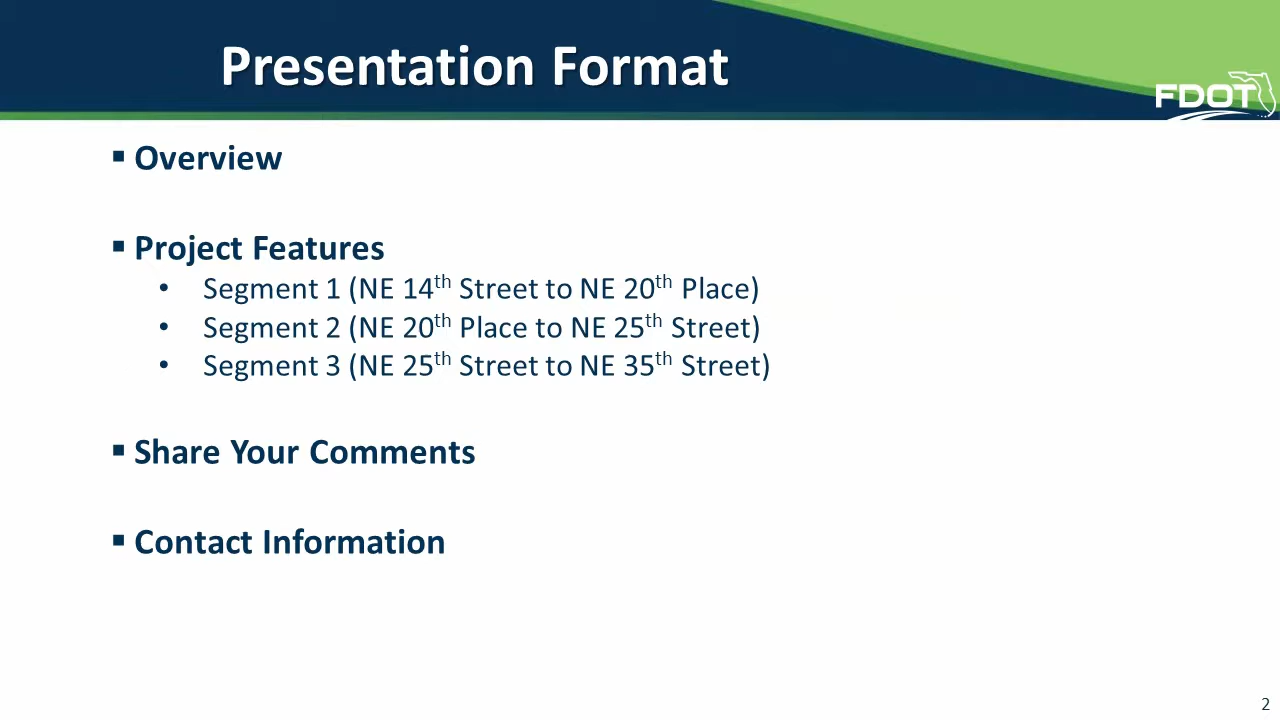 Presentation Format
FDOT
▪ Overview
▪ Project Features
• Segment 1 (NE 14th Street to NE 20th Place)
• Segment 2 (NE 20th Place to NE 25th Street)
• Segment 3 (NE 25th Street to NE 35th Street)
▪ Share Your Comments
▪ Contact Information
2